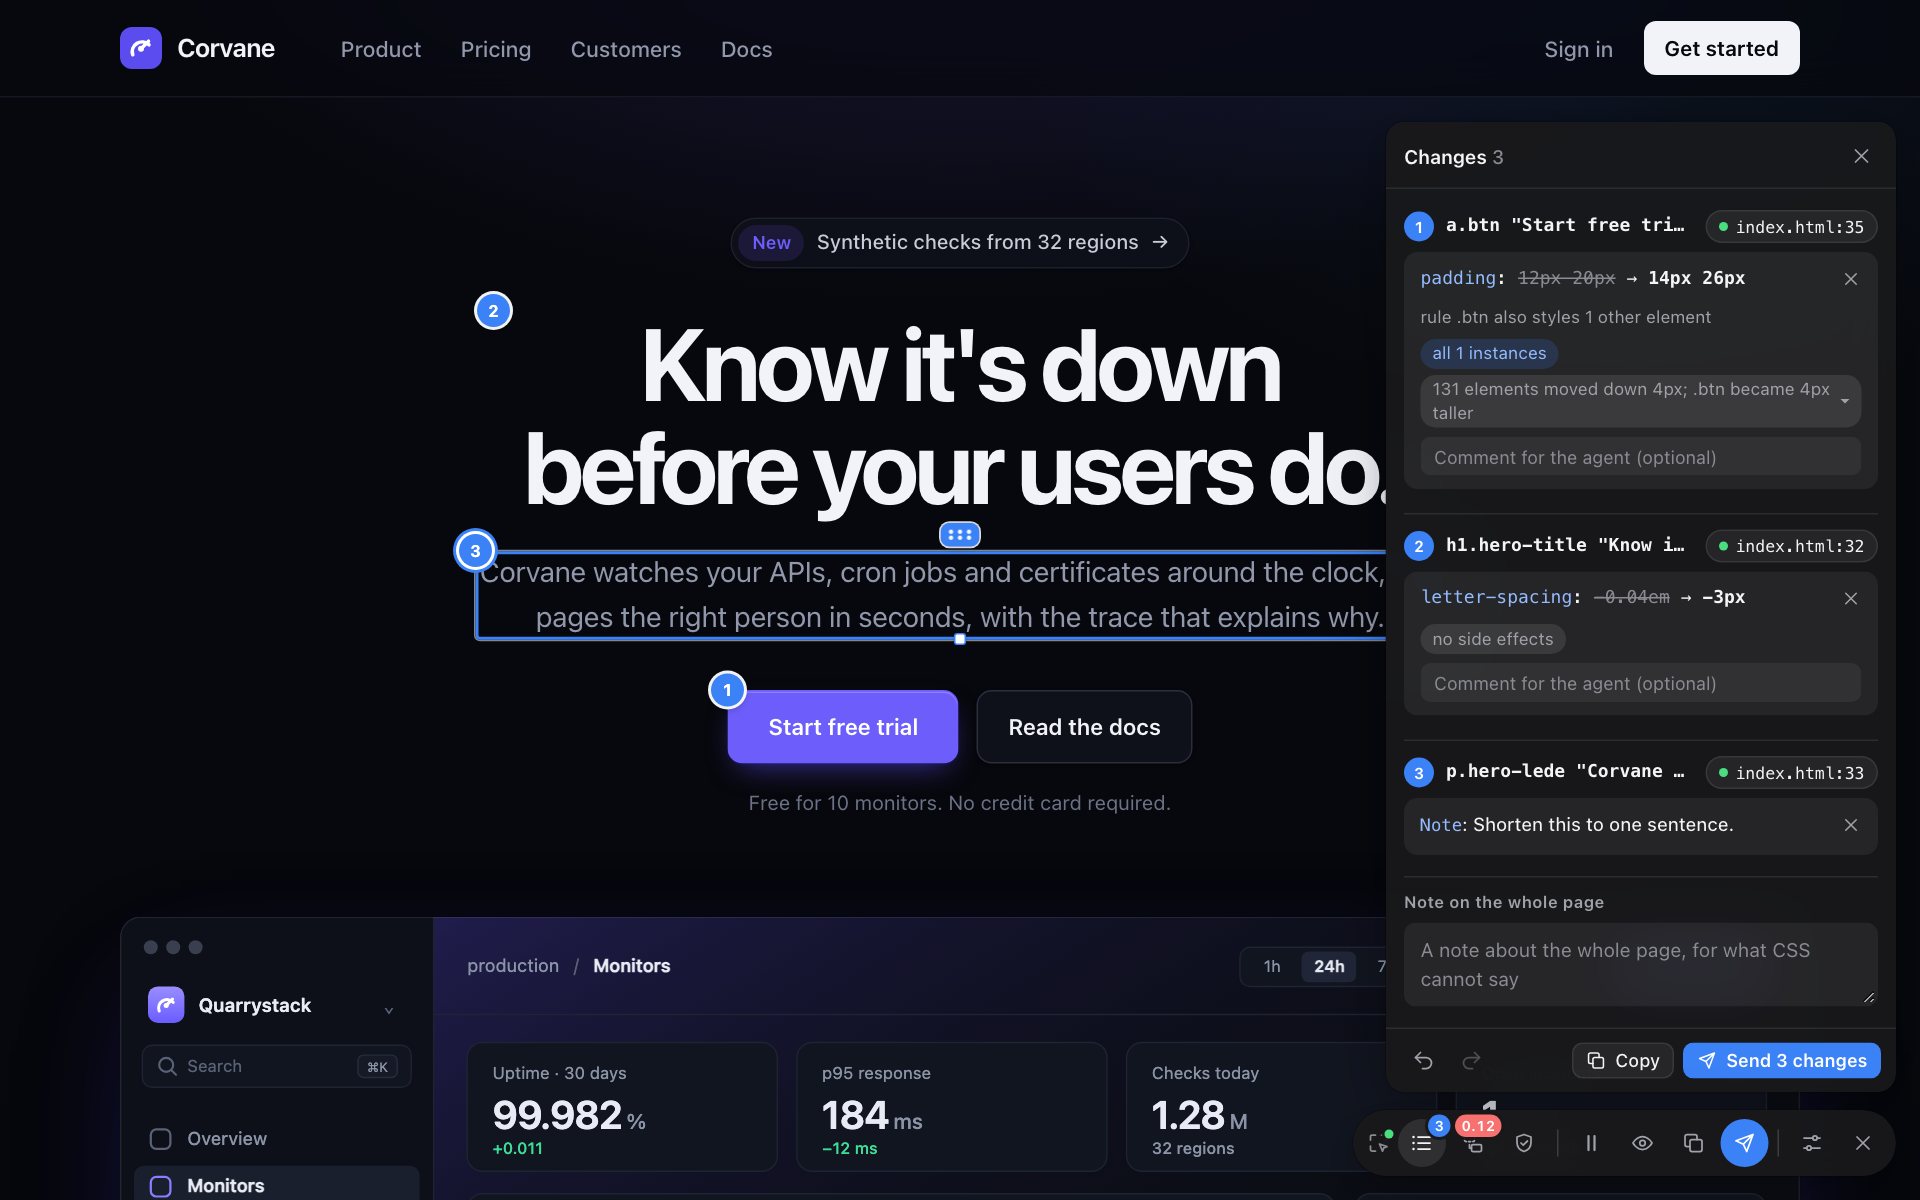 Corvane
Product
Pricing
Customers
Docs
Sign in
Get started
New
Synthetic checks from 32 regions →
2
Know it's down
before your users do.
3
Corvane watches your APIs, cron jobs and certificates around the clock,
pages the right person in seconds, with the trace that explains why.
1
Start free trial
Read the docs
Free for 10 monitors. No credit card required.
Quarrystack
Search
⌘K
Overview
Monitors
production / Monitors
1h
24h
7
Uptime · 30 days
99.982 %
+0.011
p95 response
184 ms
−12 ms
Checks today
1.28 M
32 regions
Changes 3
1
a.btn "Start free tri…
index.html:35
padding: 12px 20px → 14px 26px
rule .btn also styles 1 other element
all 1 instances
131 elements moved down 4px; .btn became 4px
taller
Comment for the agent (optional)
2
h1.hero-title "Know i…
index.html:32
letter-spacing: -0.04em → -3px
no side effects
Comment for the agent (optional)
3
p.hero-lede "Corvane …
index.html:33
Note: Shorten this to one sentence.
Note on the whole page
A note about the whole page, for what CSS
cannot say
Copy
Send 3 changes
3
0.12